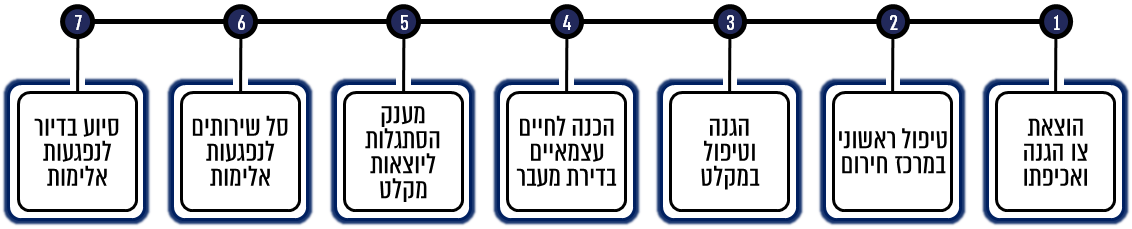 1
הוצאת
צו הגנה
ואכיפתו
2
טיפול ראשוני
במרכז חירום
3
הגנה
וטיפול
במקלט
4
הכנה לחיים
עצמאיים
בדירת מעבר
5
מענק
הסתגלות
ליוצאות
מקלט
6
סל שירותים
לנפגעות
אלימות
7
סיוע בדיור
לנפגעות
אלימות